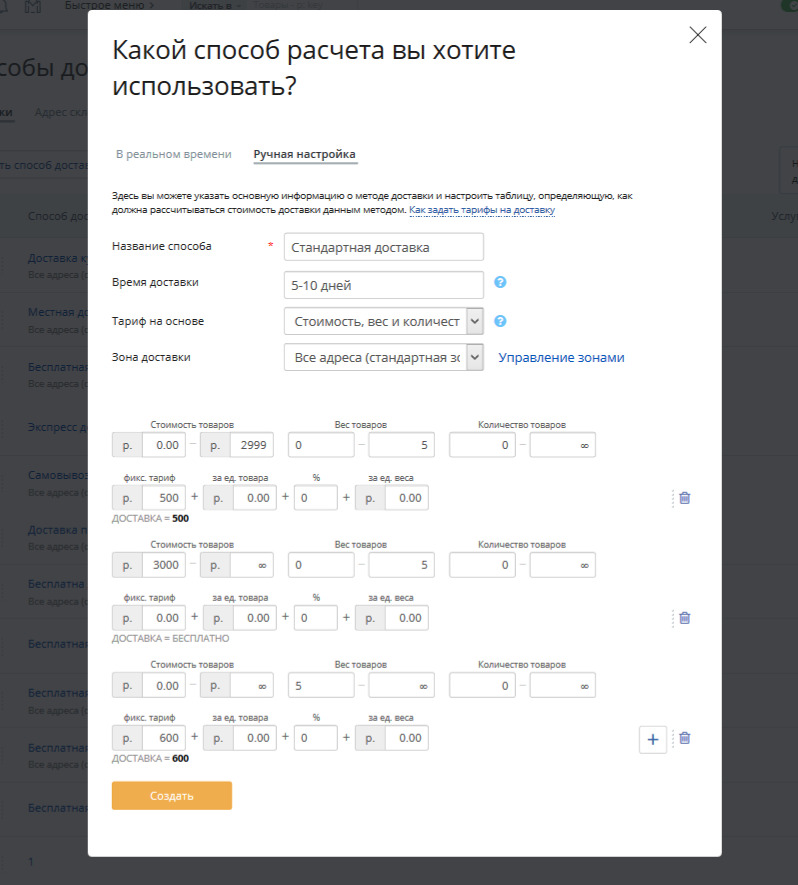 Быстрое меню
Искать в
Какой способ расчета вы хотите
использовать?
В реальном времени Ручная настройка
Здесь вы можете указать основную информацию о методе доставки и настроить таблицу, определяющую, как
должна рассчитываться стоимость доставки данным методом. Как задать тарифы на доставку
Название способа * Стандартная доставка
Время доставки 5-10 дней ?
Тариф на основе Стоимость, вес и количест ?
Зона доставки Все адреса (стандартная зо Управление зонами
Стоимость товаров Вес товаров Количество товаров
р. 0.00 – р. 2999 0 – 5 0 – ∞
фикс. тариф за ед. товара % за ед. веса
р. 500 + р. 0.00 + 0 + р. 0.00
ДОСТАВКА = 500
Стоимость товаров Вес товаров Количество товаров
р. 3000 – р. ∞ 0 – 5 0 – ∞
фикс. тариф за ед. товара % за ед. веса
р. 0.00 + р. 0.00 + 0 + р. 0.00
ДОСТАВКА = БЕСПЛАТНО
Стоимость товаров Вес товаров Количество товаров
р. 0.00 – р. ∞ 5 – ∞ 0 – ∞
фикс. тариф за ед. товара % за ед. веса
р. 600 + р. 0.00 + 0 + р. 0.00 +
ДОСТАВКА = 600
Создать
собы до
ки Адрес скл
ть способ достав
Способ дос Услу
Доставка к
Все адреса (с
Местная до
Все адреса (с
Бесплатная
Все адреса (с
Экспресс д
Самовывоз
Все адреса (с
Доставка п
Все адреса (с
Бесплатна
Все адреса (с
Бесплатная
Бесплатная
Все адреса (с
Бесплатная
Все адреса (с
Бесплатная
1